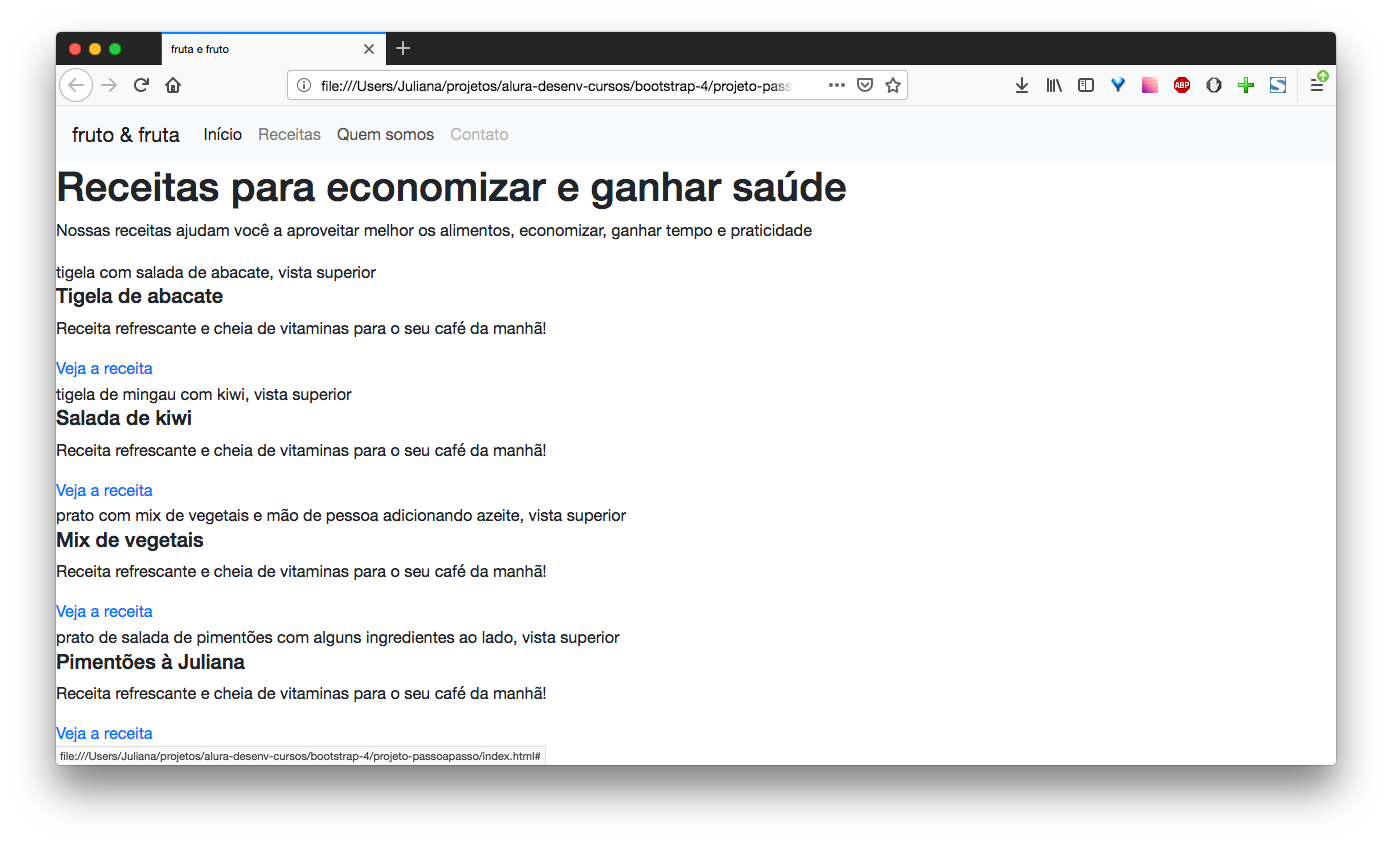 fruta e fruto
file:///Users/Juliana/projetos/alura-desenv-cursos/bootstrap-4/projeto-pass
ABP
S
fruto & fruta Início Receitas Quem somos Contato
Receitas para economizar e ganhar saúde
Nossas receitas ajudam você a aproveitar melhor os alimentos, economizar, ganhar tempo e praticidade
tigela com salada de abacate, vista superior
Tigela de abacate
Receita refrescante e cheia de vitaminas para o seu café da manhã!
Veja a receita
tigela de mingau com kiwi, vista superior
Salada de kiwi
Receita refrescante e cheia de vitaminas para o seu café da manhã!
Veja a receita
prato com mix de vegetais e mão de pessoa adicionando azeite, vista superior
Mix de vegetais
Receita refrescante e cheia de vitaminas para o seu café da manhã!
Veja a receita
prato de salada de pimentões com alguns ingredientes ao lado, vista superior
Pimentões à Juliana
Receita refrescante e cheia de vitaminas para o seu café da manhã!
Veja a receita
file:///Users/Juliana/projetos/alura-desenv-cursos/bootstrap-4/projeto-passoapasso/index.html#